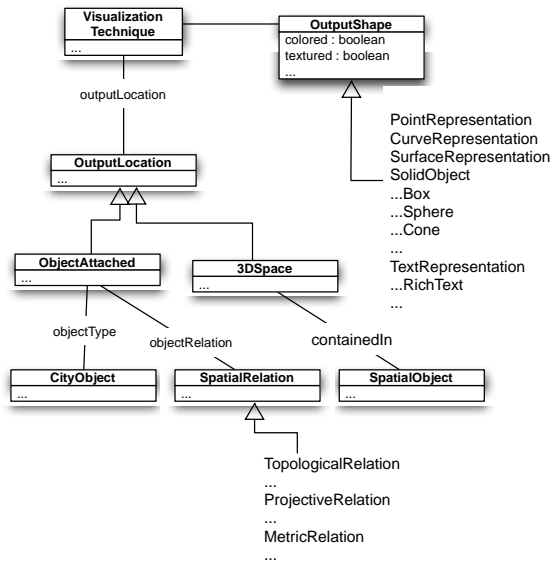 Visualization
Technique
...
OutputShape
colored : boolean
textured : boolean
...
outputLocation
PointRepresentation
CurveRepresentation
SurfaceRepresentation
SolidObject
...Box
...Sphere
...Cone
...
TextRepresentation
...RichText
...
OutputLocation
...
ObjectAttached
...
3DSpace
...
objectType
objectRelation
containedIn
CityObject
...
SpatialRelation
...
SpatialObject
...
TopologicalRelation
...
ProjectiveRelation
...
MetricRelation
...